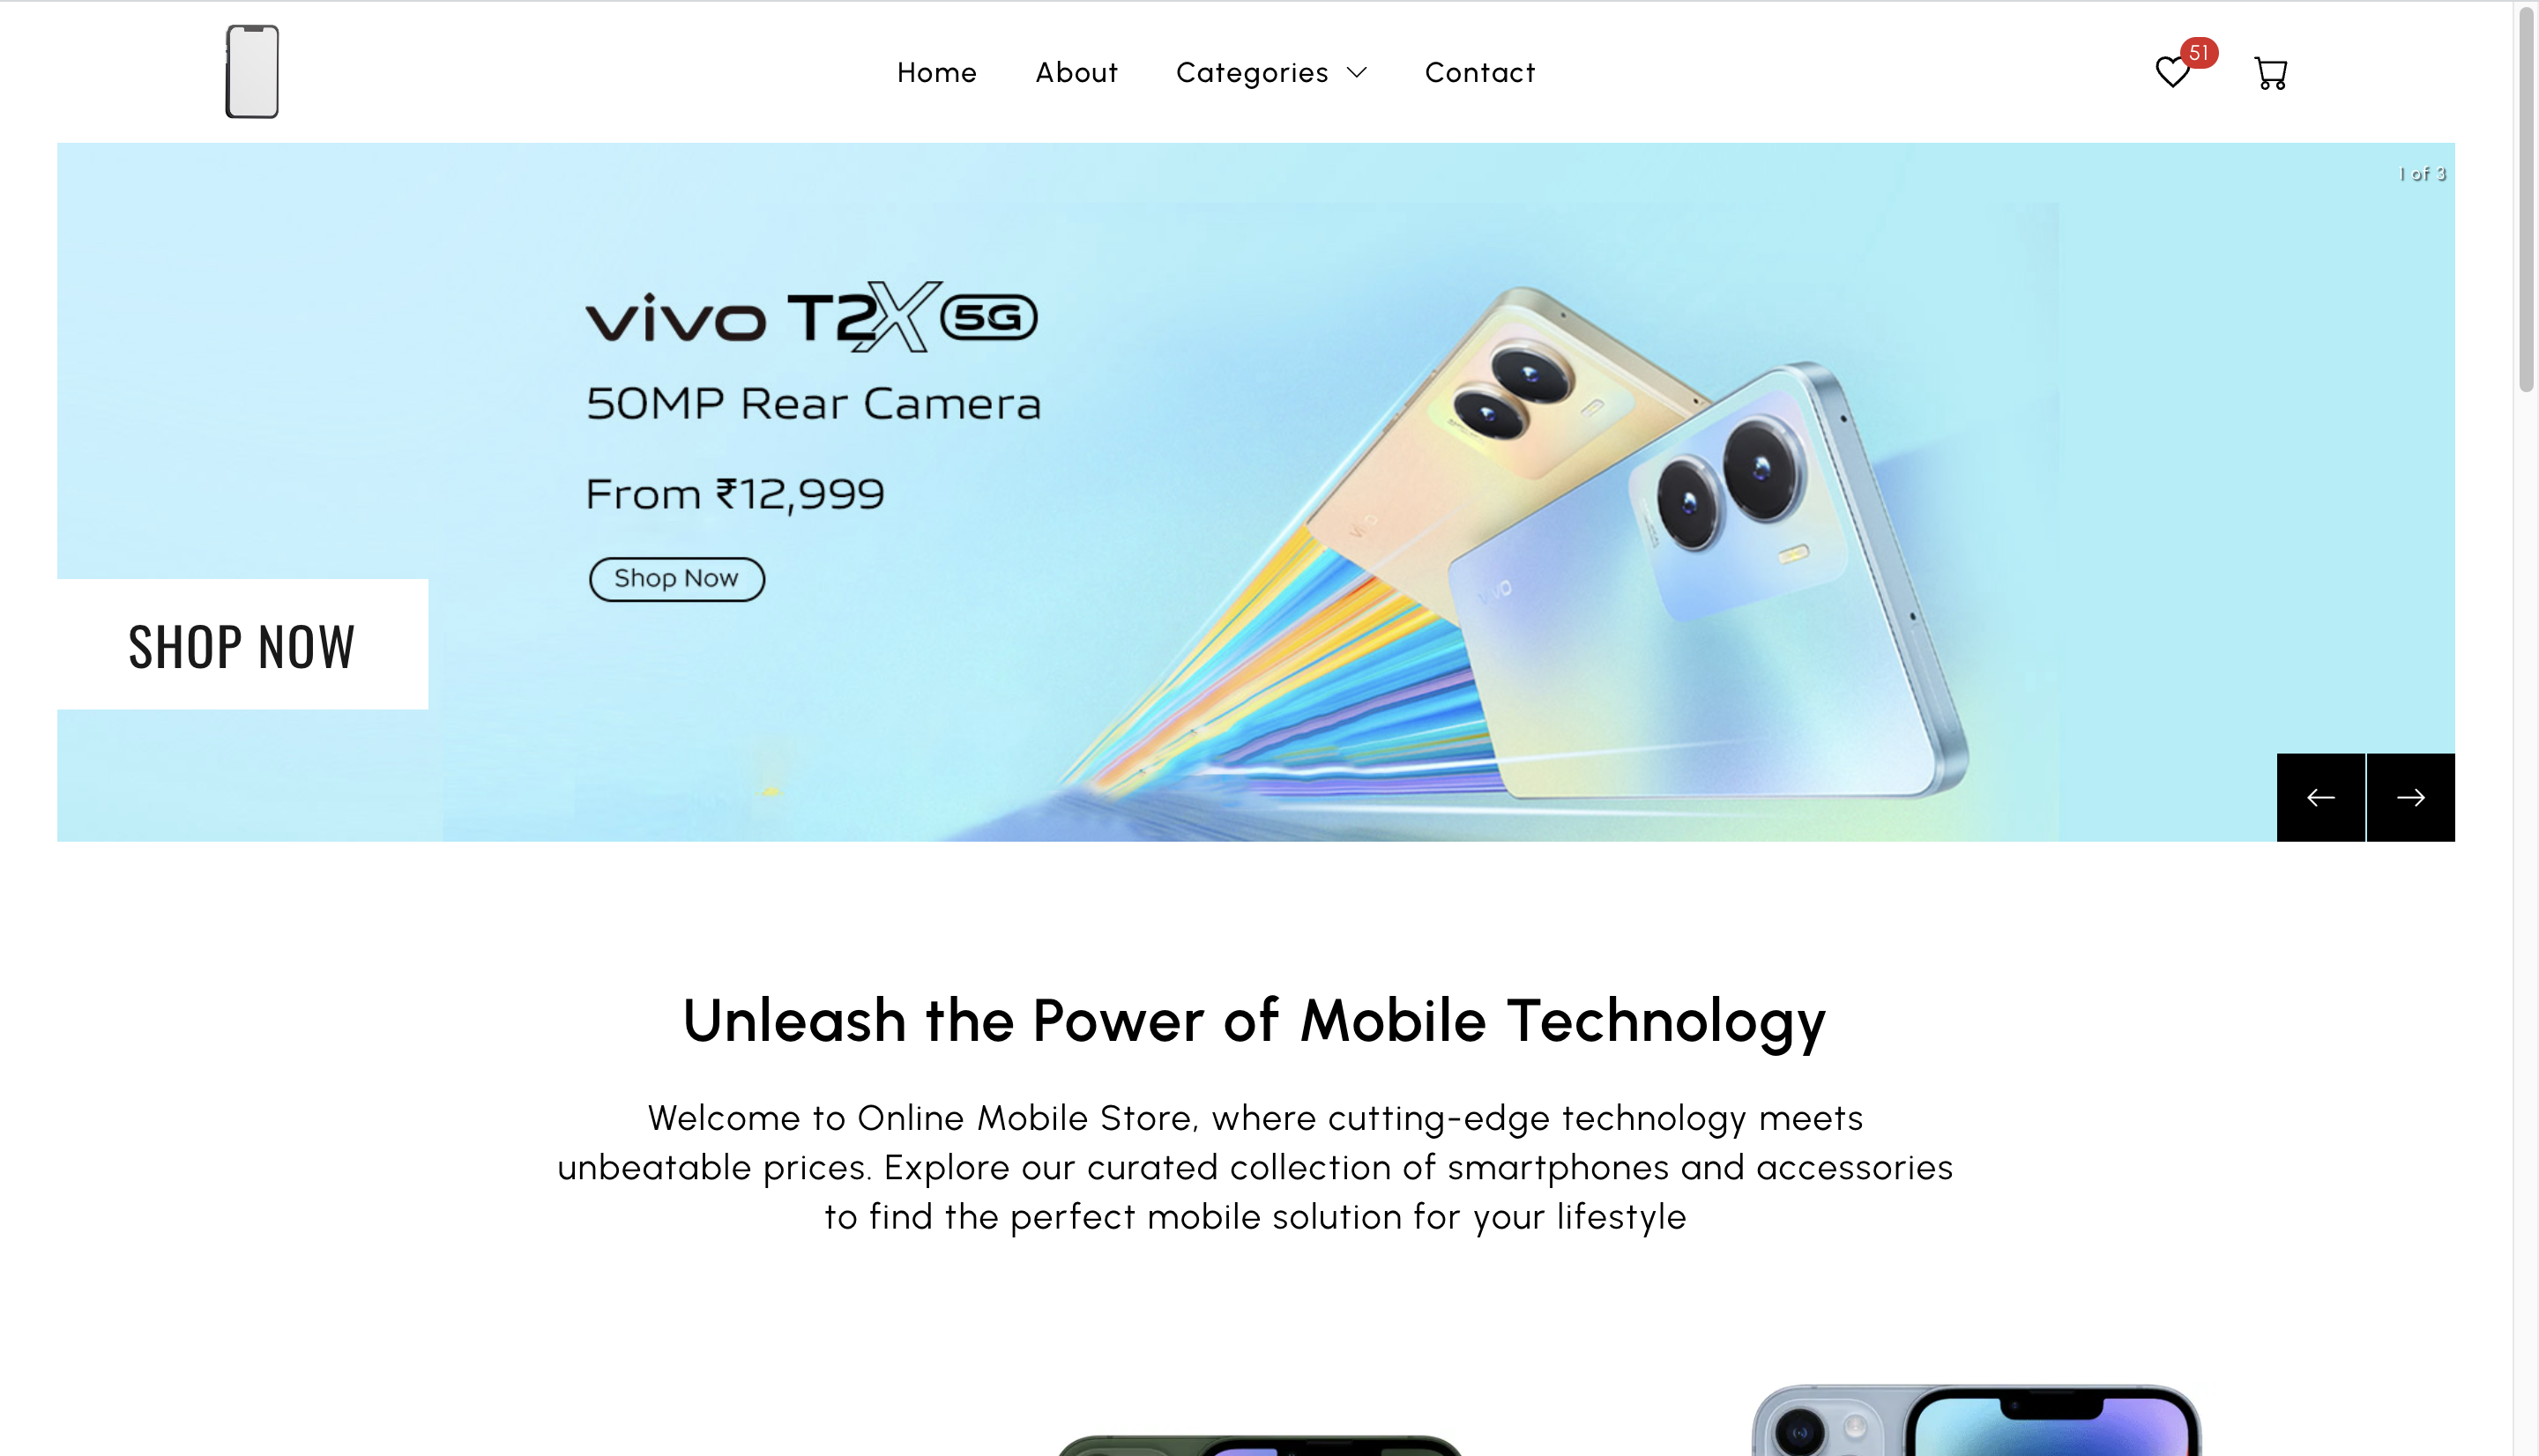 Home About Categories Contact
51
1 of 3
vivo T2X 5G
50MP Rear Camera
From ₹12,999
Shop Now
SHOP NOW
Unleash the Power of Mobile Technology
Welcome to Online Mobile Store, where cutting-edge technology meets
unbeatable prices. Explore our curated collection of smartphones and accessories
to find the perfect mobile solution for your lifestyle